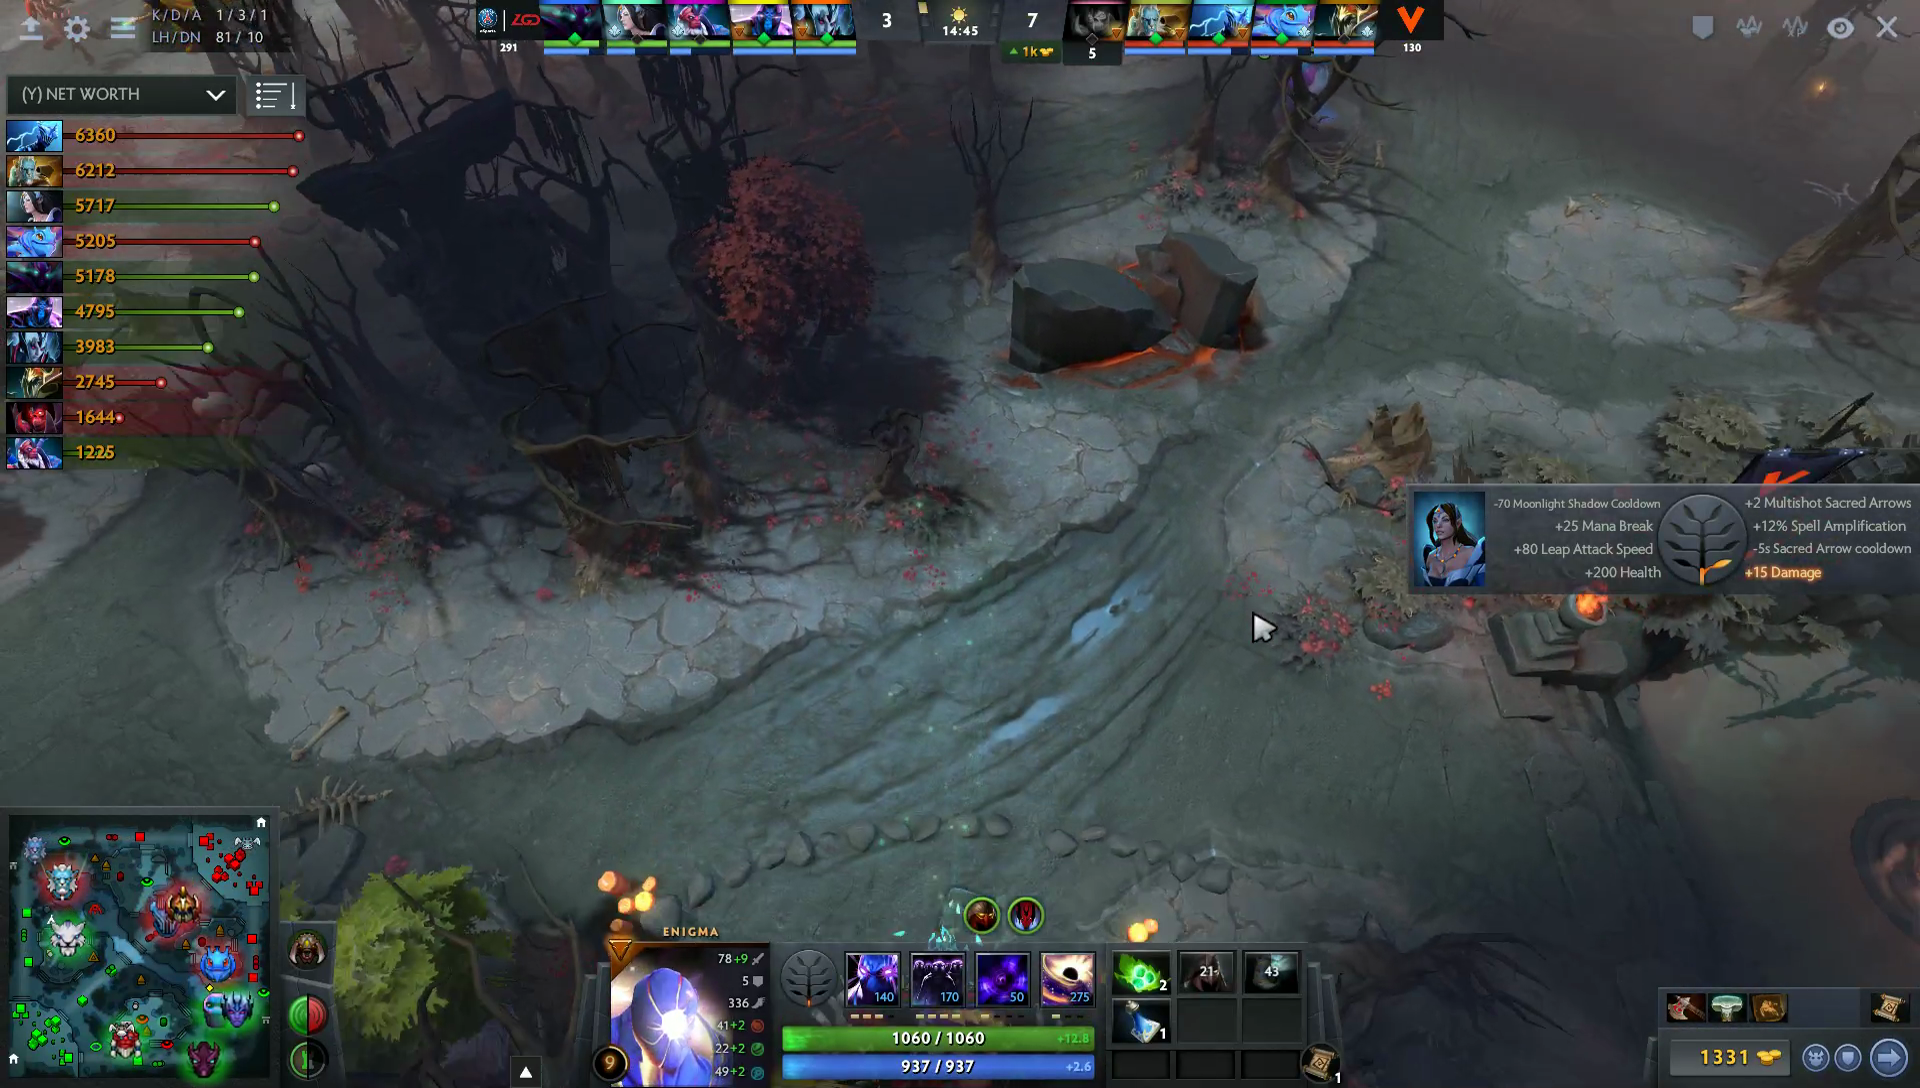 K/D/A 1 / 3 / 1
LH/DN 81 / 10
LGD
291
3
14:45
7
1k
5
130
(Y) NET WORTH
6360
6212
5717
5205
5178
4795
3983
2745
1644
1225
-70 Moonlight Shadow Cooldown
+2 Multishot Sacred Arrows
+25 Mana Break
+12% Spell Amplification
+80 Leap Attack Speed
-5s Sacred Arrow cooldown
+200 Health
+15 Damage
ENIGMA
78+9
5
336
41+2
22+2
49+2
9
140
170
50
275
1060 / 1060
+12.8
937 / 937
+2.6
2
21
43
1
1
1331